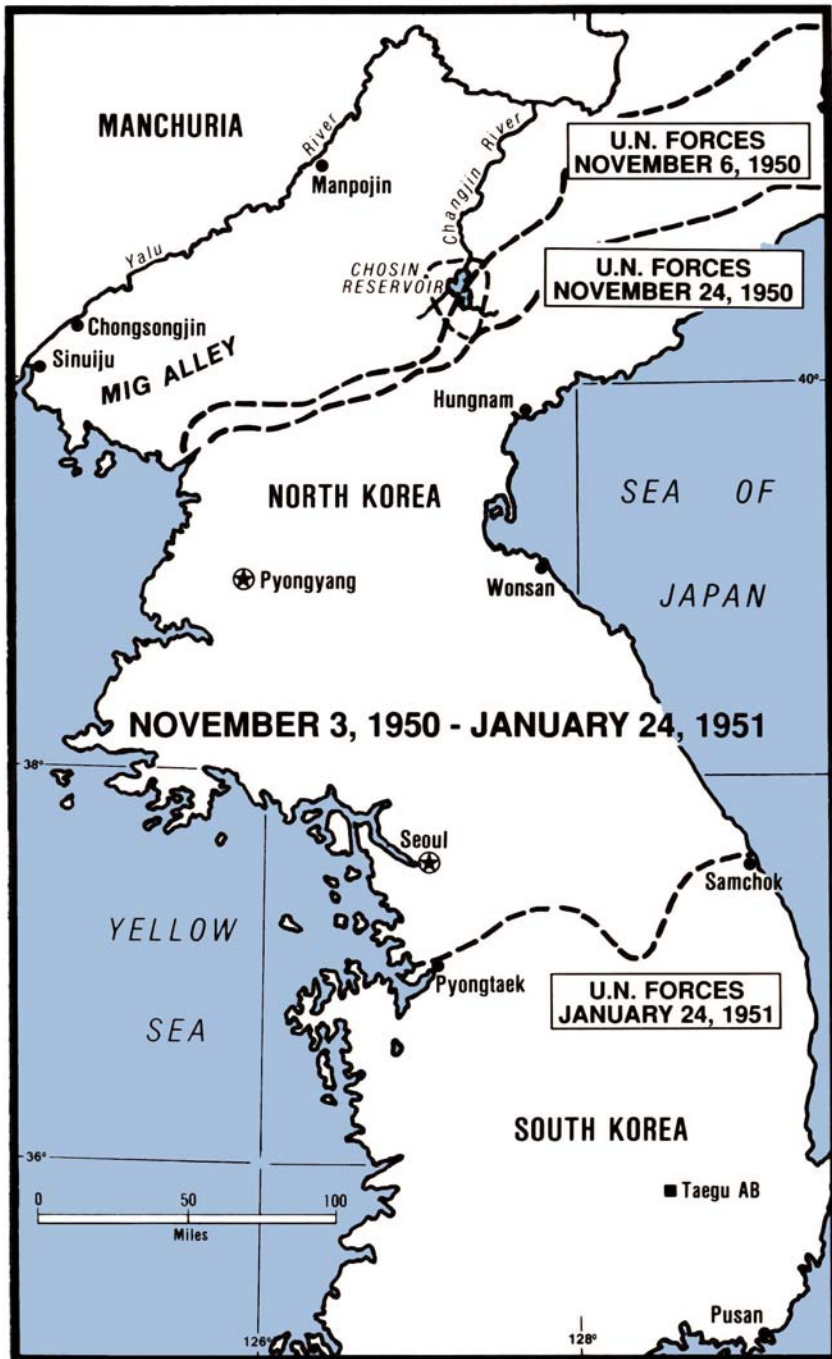 MANCHURIA
River
Manpojin
Changjin River
U.N. FORCES
NOVEMBER 6, 1950
Yalu
CHOSIN
RESERVOIR
U.N. FORCES
NOVEMBER 24, 1950
Chongsongjin
Sinuiju
MIG ALLEY
40°
Hungnam
NORTH KOREA
SEA OF
JAPAN
Pyongyang
Wonsan
NOVEMBER 3, 1950 - JANUARY 24, 1951
38°
Seoul
Samchok
YELLOW
SEA
Pyongtaek
U.N. FORCES
JANUARY 24, 1951
SOUTH KOREA
36°
0 50 100
Miles
Taegu AB
Pusan
126°
128°